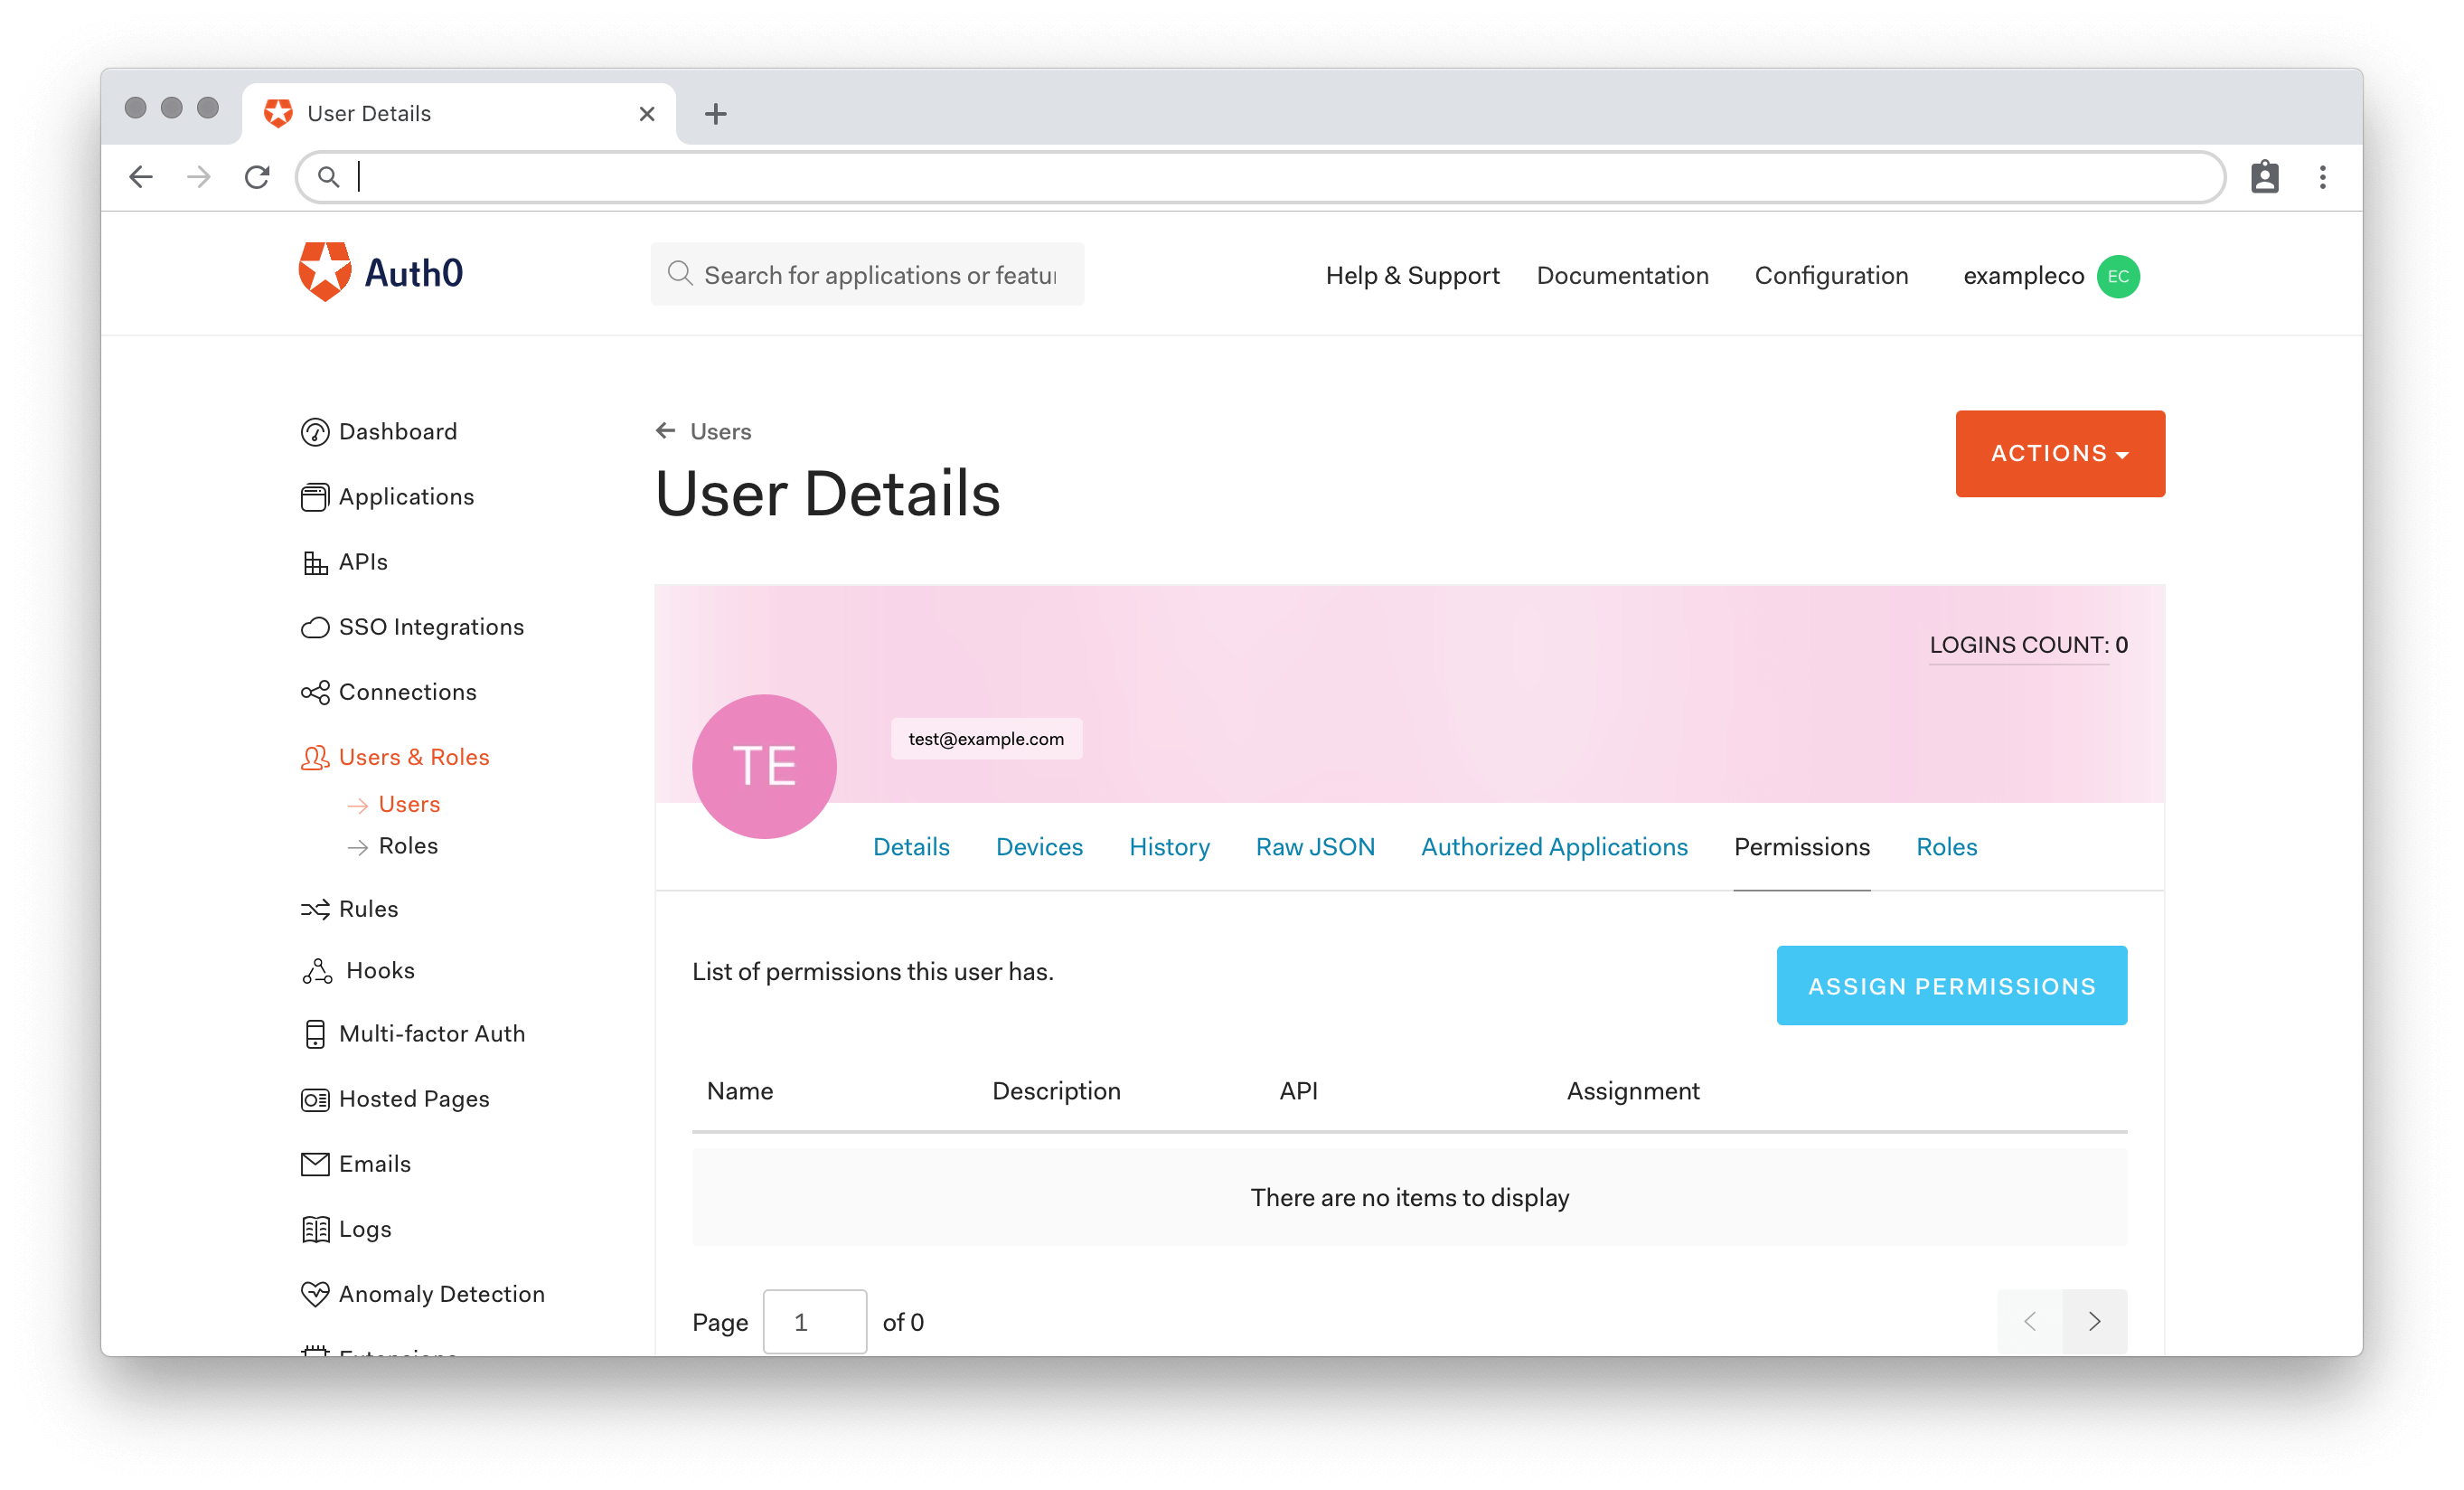 User Details
Auth0
Search for applications or featur
Help & Support
Documentation
Configuration
exampleco
EC
Dashboard
Applications
APIs
SSO Integrations
Connections
Users & Roles
Users
Roles
Rules
Hooks
Multi-factor Auth
Hosted Pages
Emails
Logs
Anomaly Detection
Extensions
Users
User Details
ACTIONS
LOGINS COUNT: 0
TE
test@example.com
Details
Devices
History
Raw JSON
Authorized Applications
Permissions
Roles
List of permissions this user has.
ASSIGN PERMISSIONS
Name
Description
API
Assignment
There are no items to display
Page 1 of 0